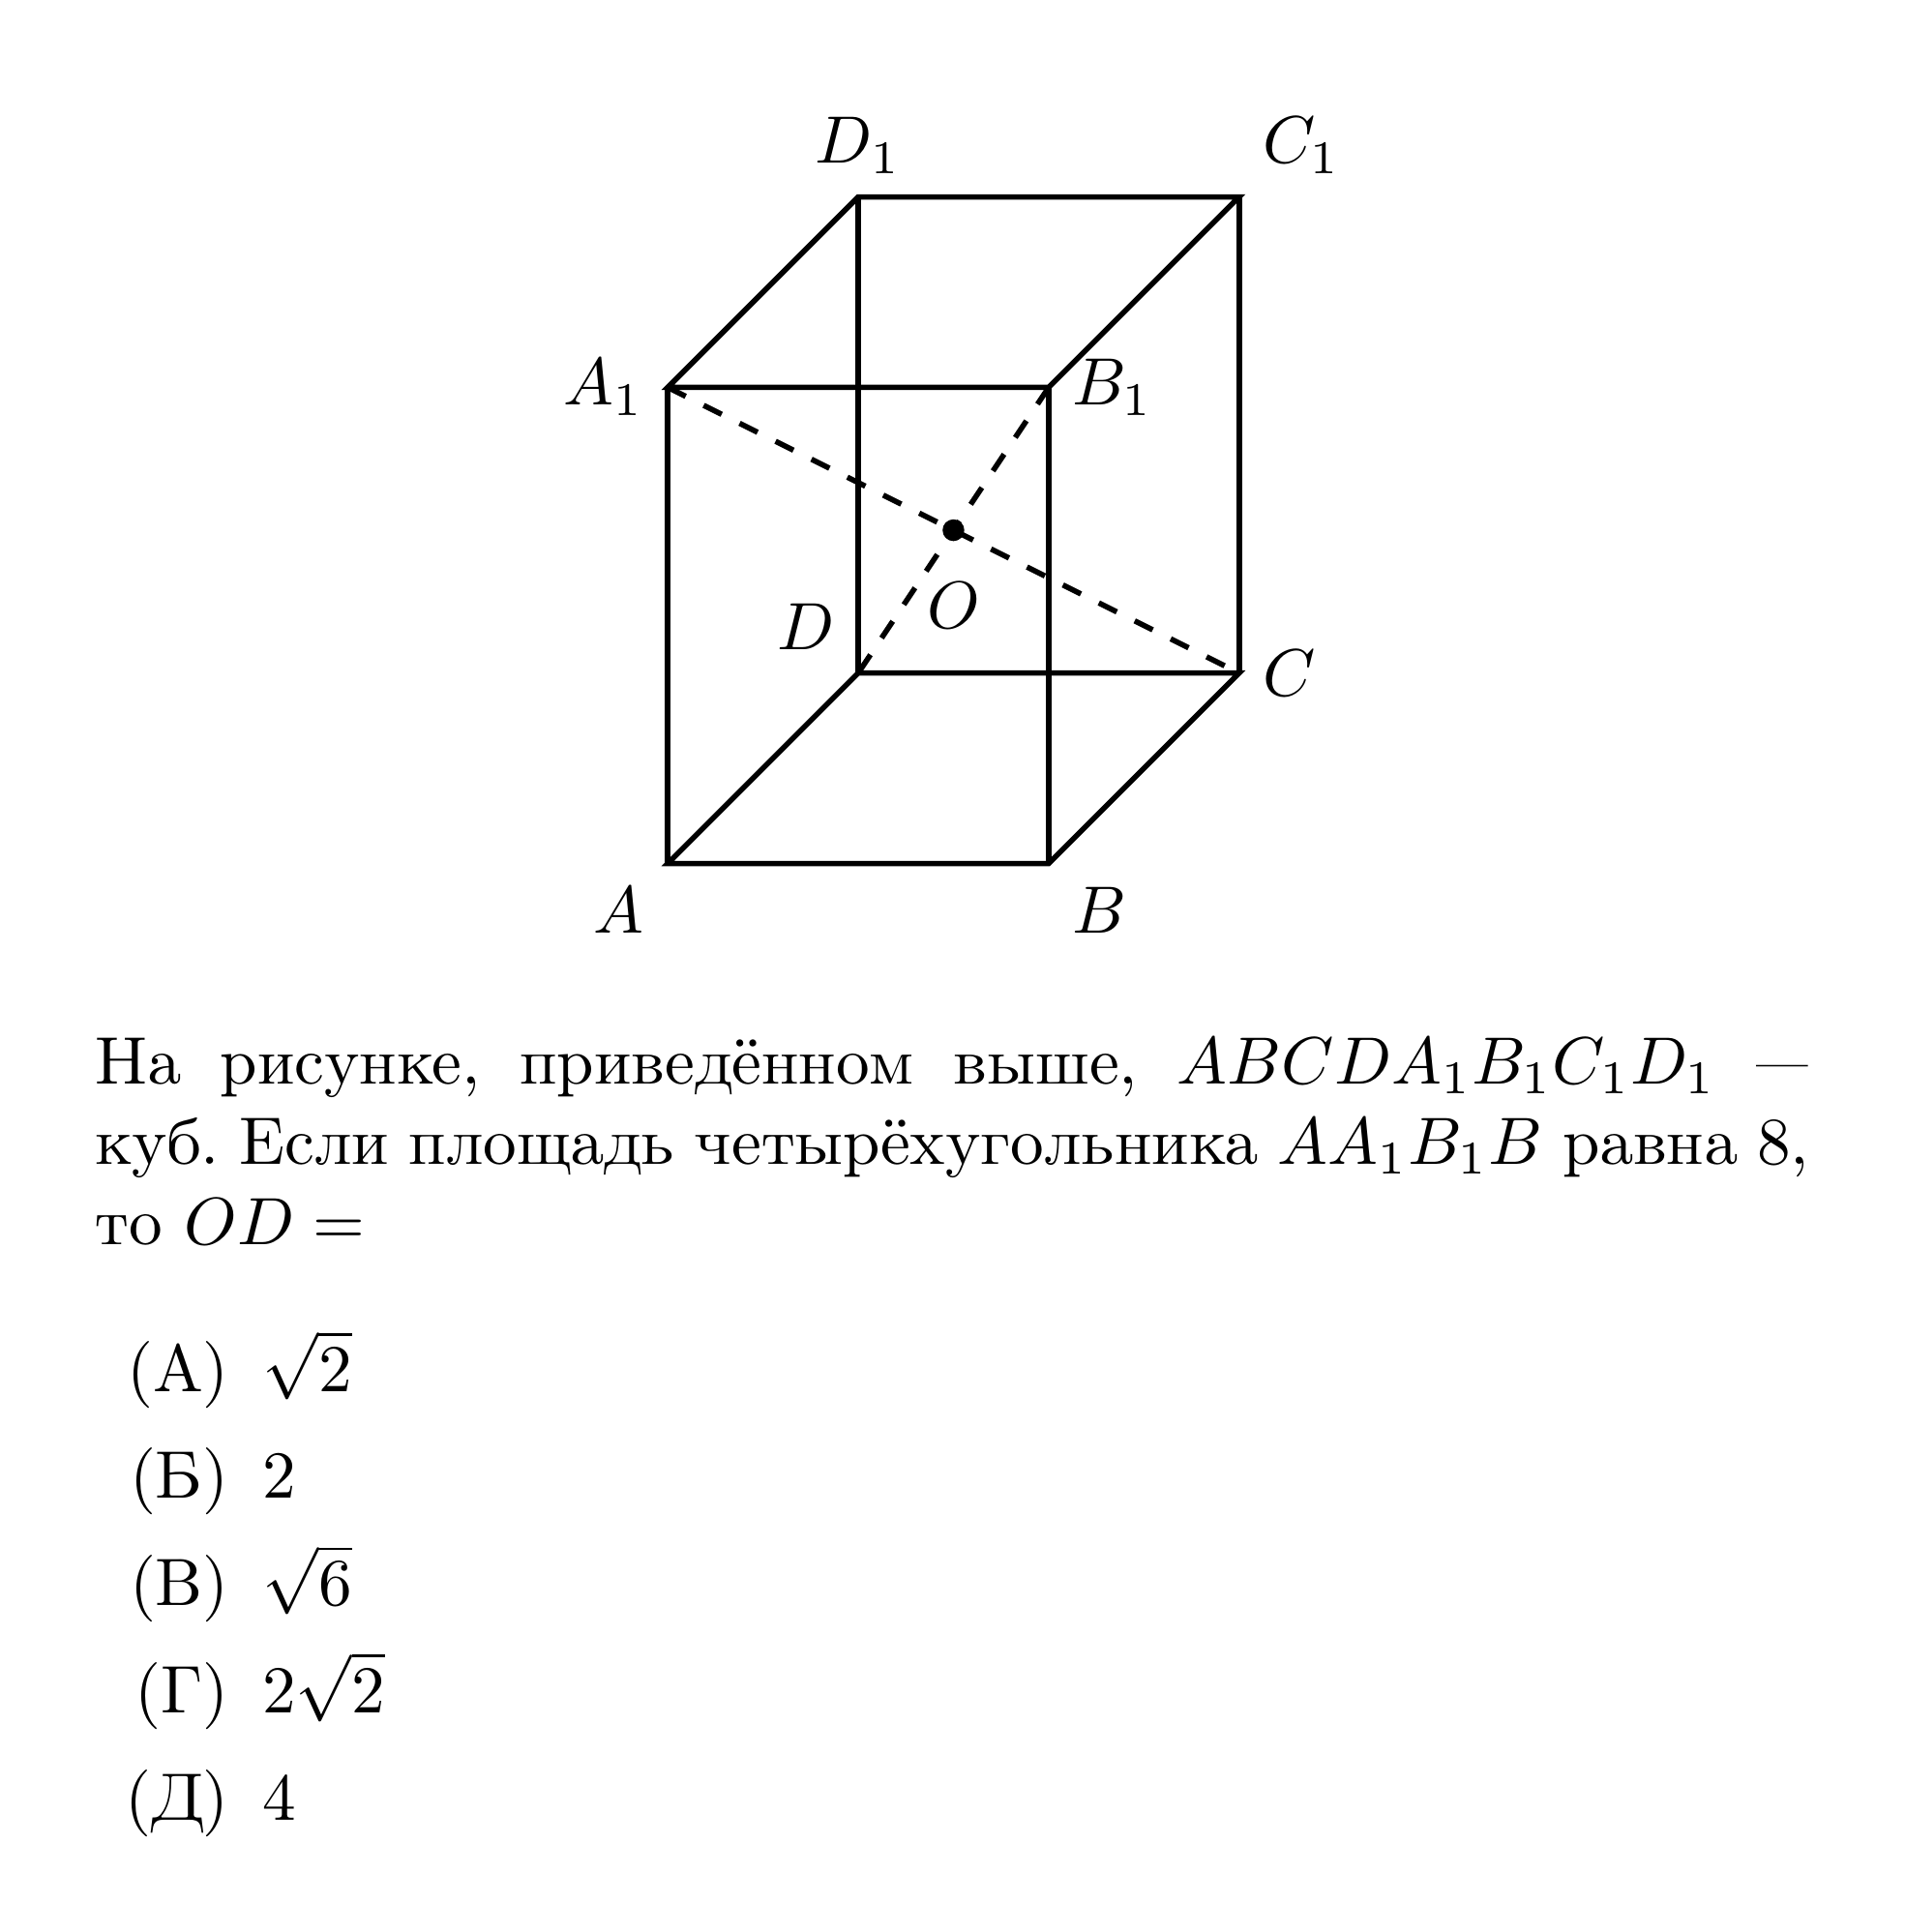 D₁ C₁
A₁ B₁
D O C
A B
На рисунке, приведённом выше, ABCDA₁B₁C₁D₁ —
куб. Если площадь четырёхугольника AA₁B₁B равна 8,
то OD =
(А) √2
(Б) 2
(В) √6
(Г) 2√2
(Д) 4